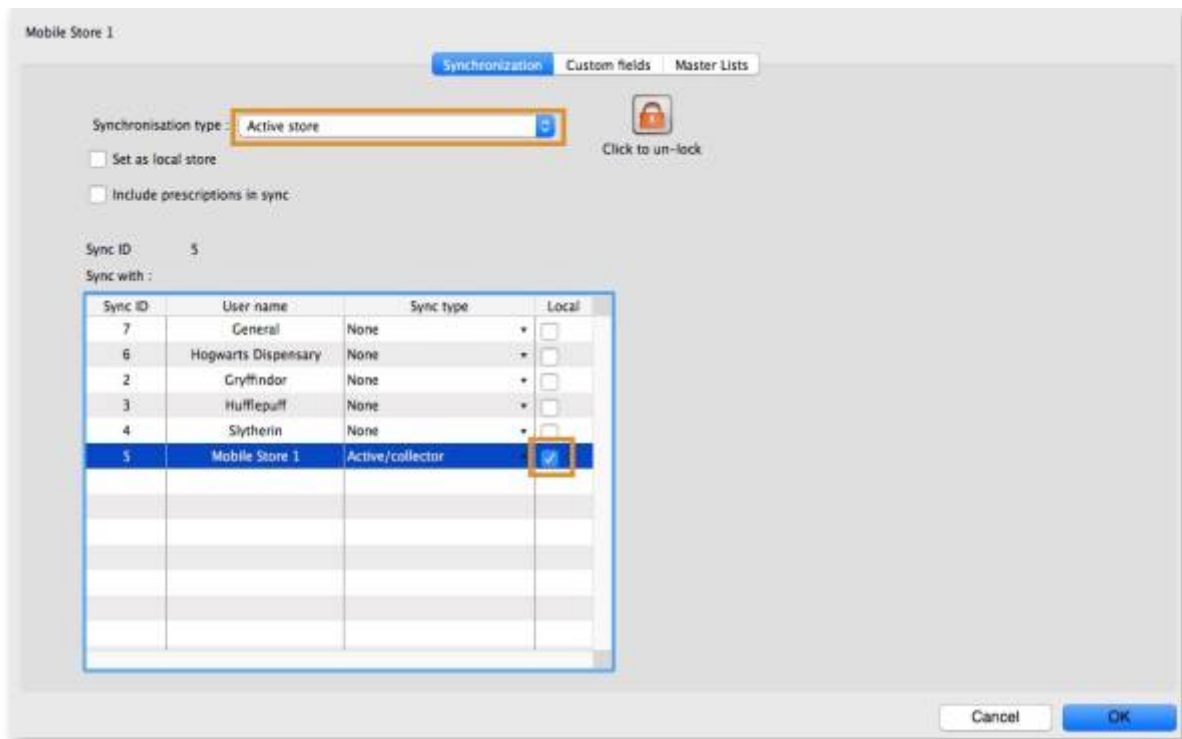 Mobile Store 1
Synchronization Custom fields Master Lists
Synchronisation type : Active store
Click to un-lock
Set as local store
Include prescriptions in sync
Sync ID 5
Sync with :
Sync ID User name Sync type Local
7 General None
6 Hogwarts Dispensary None
2 Gryffindor None
3 Hufflepuff None
4 Slytherin None
5 Mobile Store 1 Active/collector
Cancel OK